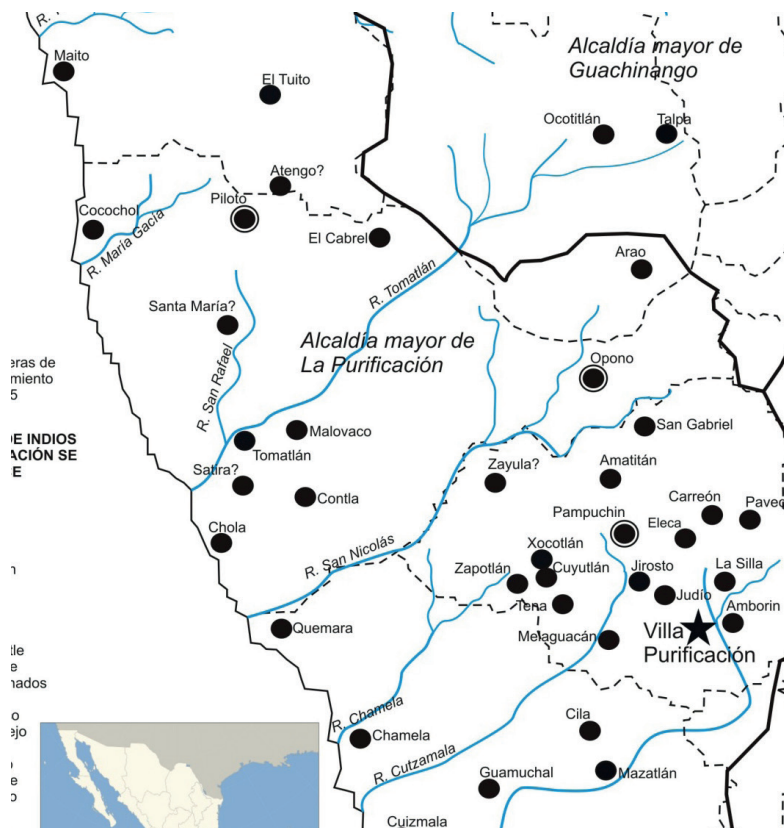 Maito
El Tuito
Alcaldía mayor de
Guachinango
Ocotitlán
Talpa
Atengo?
Cocochol
Piloto
R. María Gacía
El Cabrel
Arao
R. Tomatlán
Santa María?
Alcaldía mayor de
La Purificación
R. San Rafael
Opono
eras de
miento
5
DE INDIOS
ACIÓN SE
E
Malovaco
San Gabriel
Tomatlán
Satira?
Zayula?
Amatitán
Contla
Carreón
Paved
Pampuchin
Eleca
Chola
Xocotlán
R. San Nicolás
Zapotlán
Cuyutlán
Jirosto
La Silla
Judío
Tena
Amborin
Quemara
Melaguacán
Villa
Purificación
tle
e
nados
o
ejo
o
e
o
R. Chamela
Chamela
R. Cutzamala
Cila
Guamuchal
Mazatlán
Cuizmala